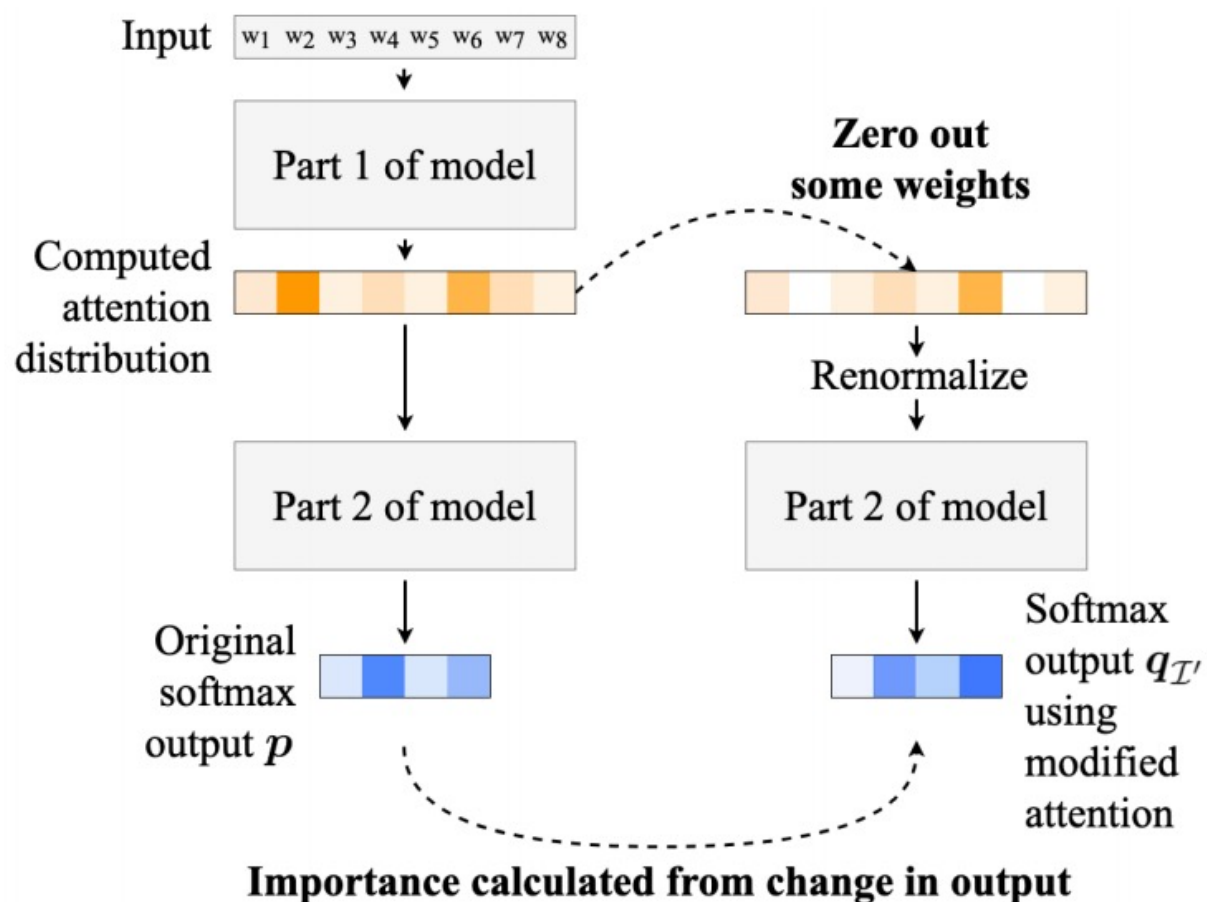 Input
w1 w2 w3 w4 w5 w6 w7 w8
Part 1 of model
Zero out
some weights
Computed
attention
distribution
Renormalize
Part 2 of model
Part 2 of model
Original
softmax
output p
Softmax
output qI′
using
modified
attention
Importance calculated from change in output